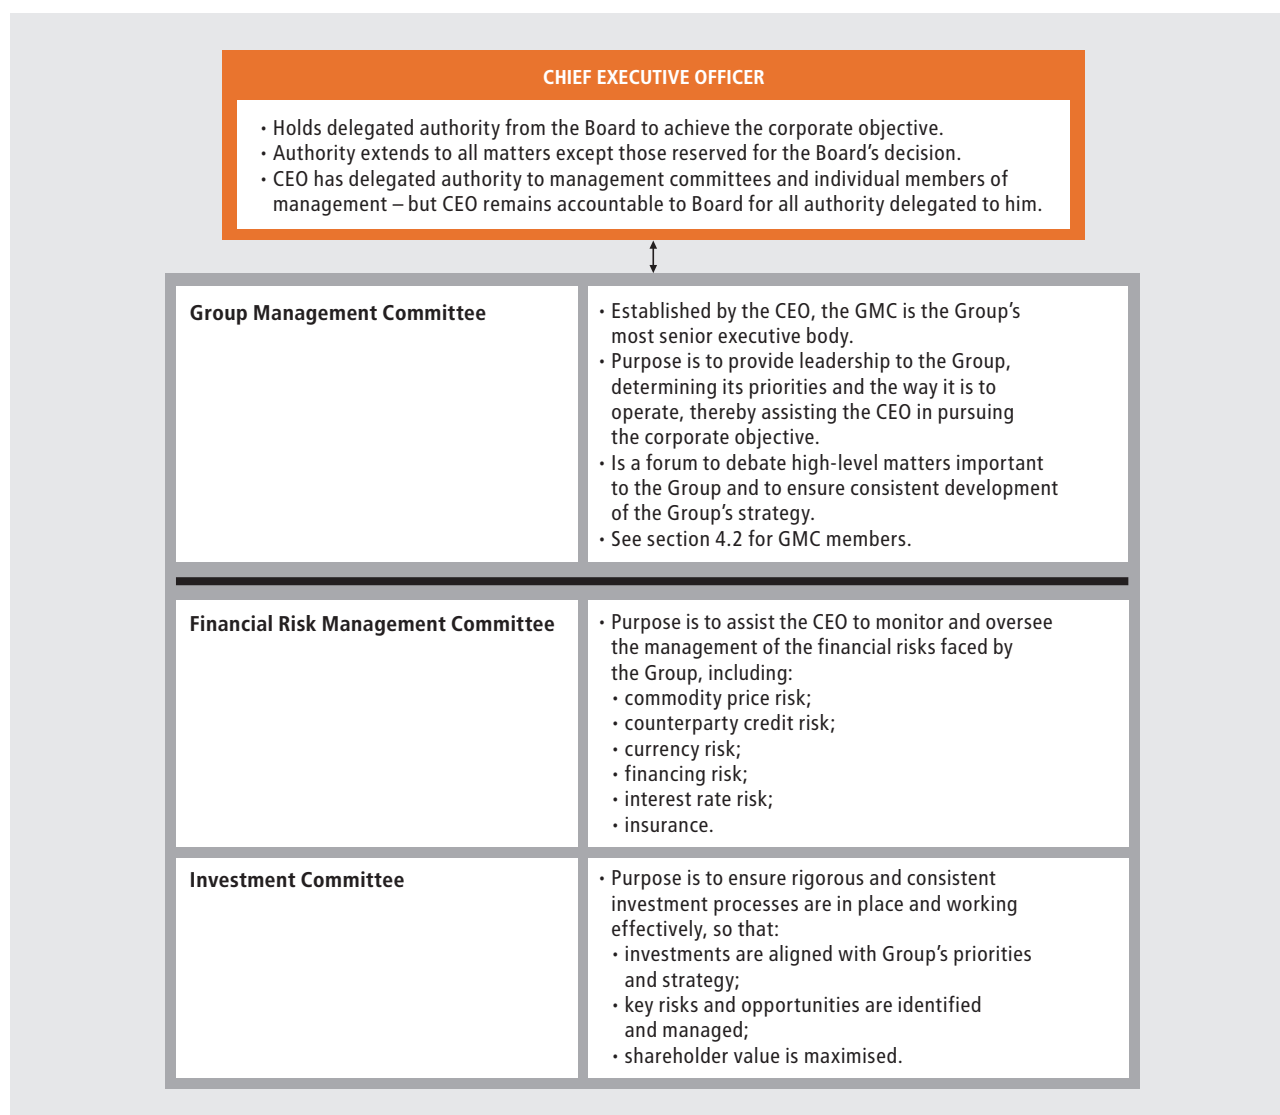 CHIEF EXECUTIVE OFFICER
· Holds delegated authority from the Board to achieve the corporate objective.
· Authority extends to all matters except those reserved for the Board’s decision.
· CEO has delegated authority to management committees and individual members of
management – but CEO remains accountable to Board for all authority delegated to him.
Group Management Committee
· Established by the CEO, the GMC is the Group’s
most senior executive body.
· Purpose is to provide leadership to the Group,
determining its priorities and the way it is to
operate, thereby assisting the CEO in pursuing
the corporate objective.
· Is a forum to debate high-level matters important
to the Group and to ensure consistent development
of the Group’s strategy.
· See section 4.2 for GMC members.
Financial Risk Management Committee
· Purpose is to assist the CEO to monitor and oversee
the management of the financial risks faced by
the Group, including:
· commodity price risk;
· counterparty credit risk;
· currency risk;
· financing risk;
· interest rate risk;
· insurance.
Investment Committee
· Purpose is to ensure rigorous and consistent
investment processes are in place and working
effectively, so that:
· investments are aligned with Group’s priorities
and strategy;
· key risks and opportunities are identified
and managed;
· shareholder value is maximised.